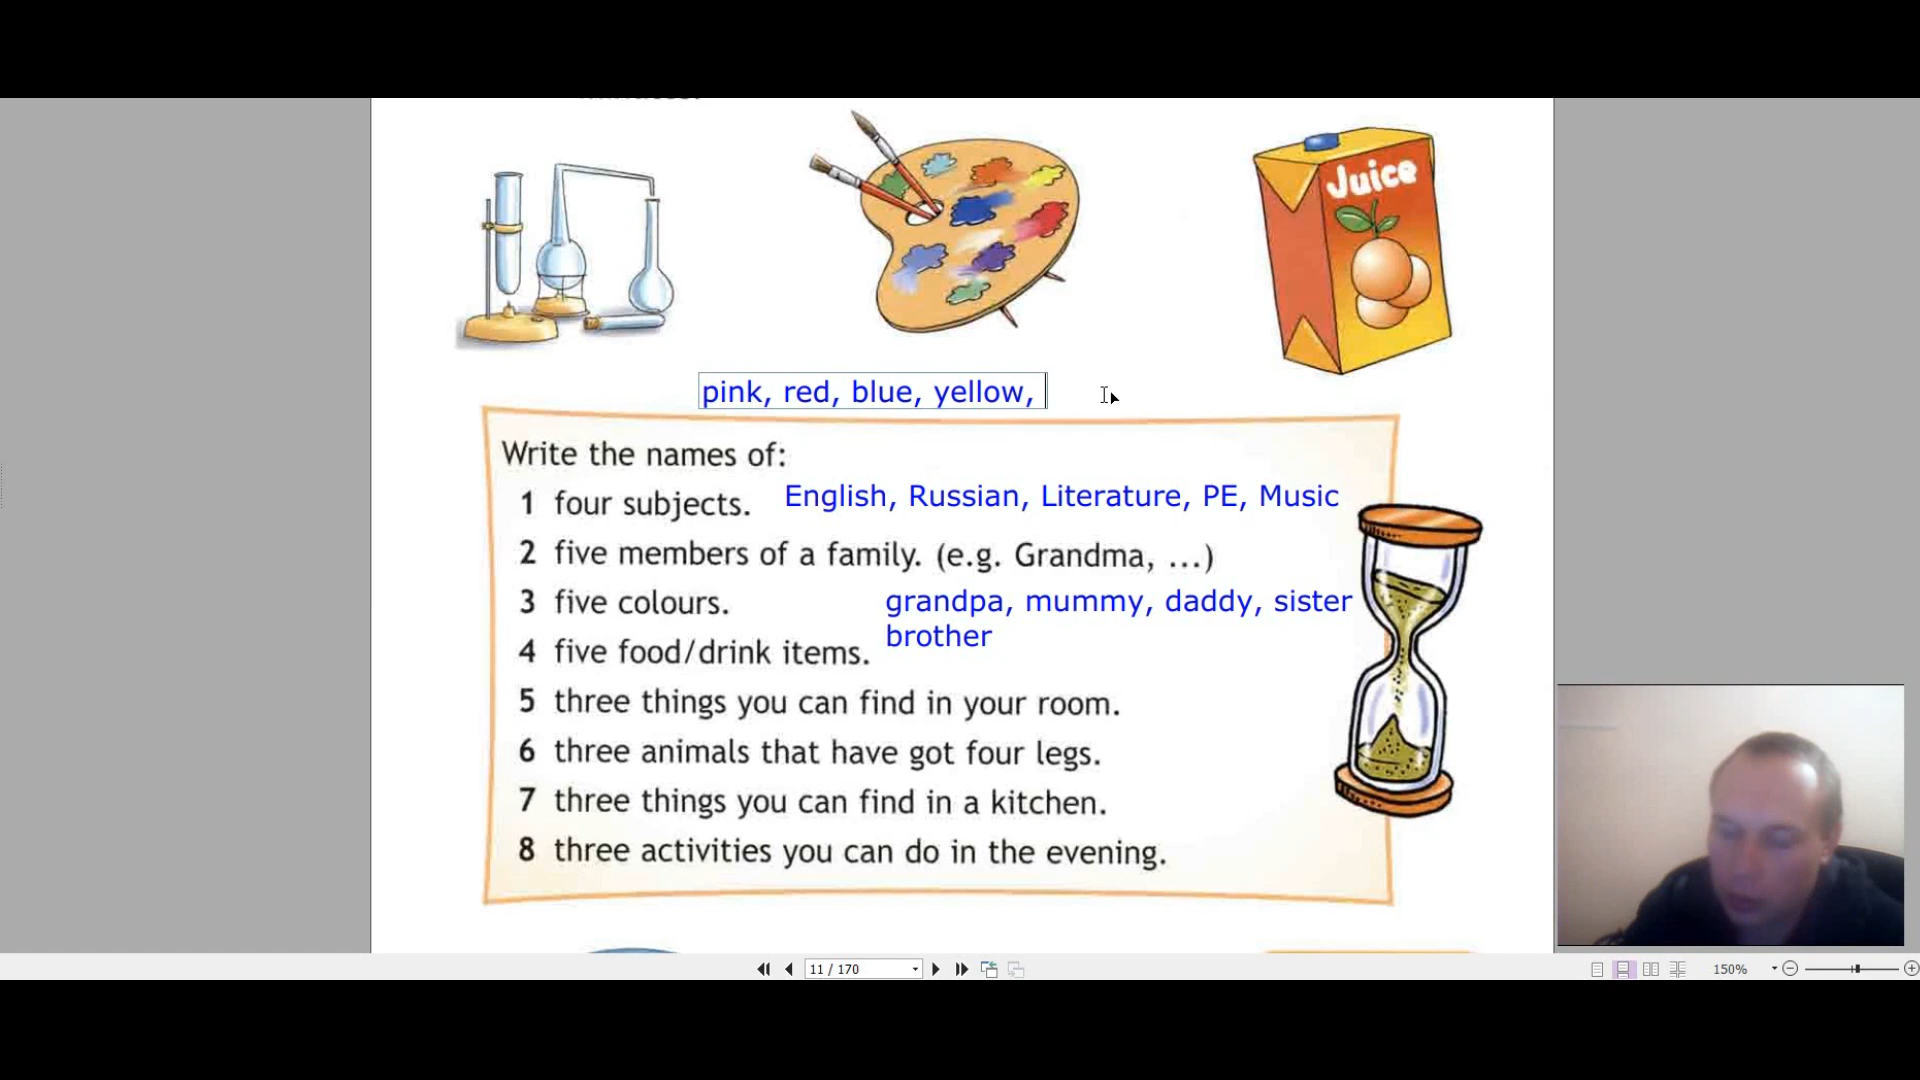 Juice
pink, red, blue, yellow,
Write the names of:
1 four subjects.
English, Russian, Literature, PE, Music
2 five members of a family. (e.g. Grandma, ...)
3 five colours.
grandpa, mummy, daddy, sister
brother
4 five food/drink items.
5 three things you can find in your room.
6 three animals that have got four legs.
7 three things you can find in a kitchen.
8 three activities you can do in the evening.
11 / 170
150%